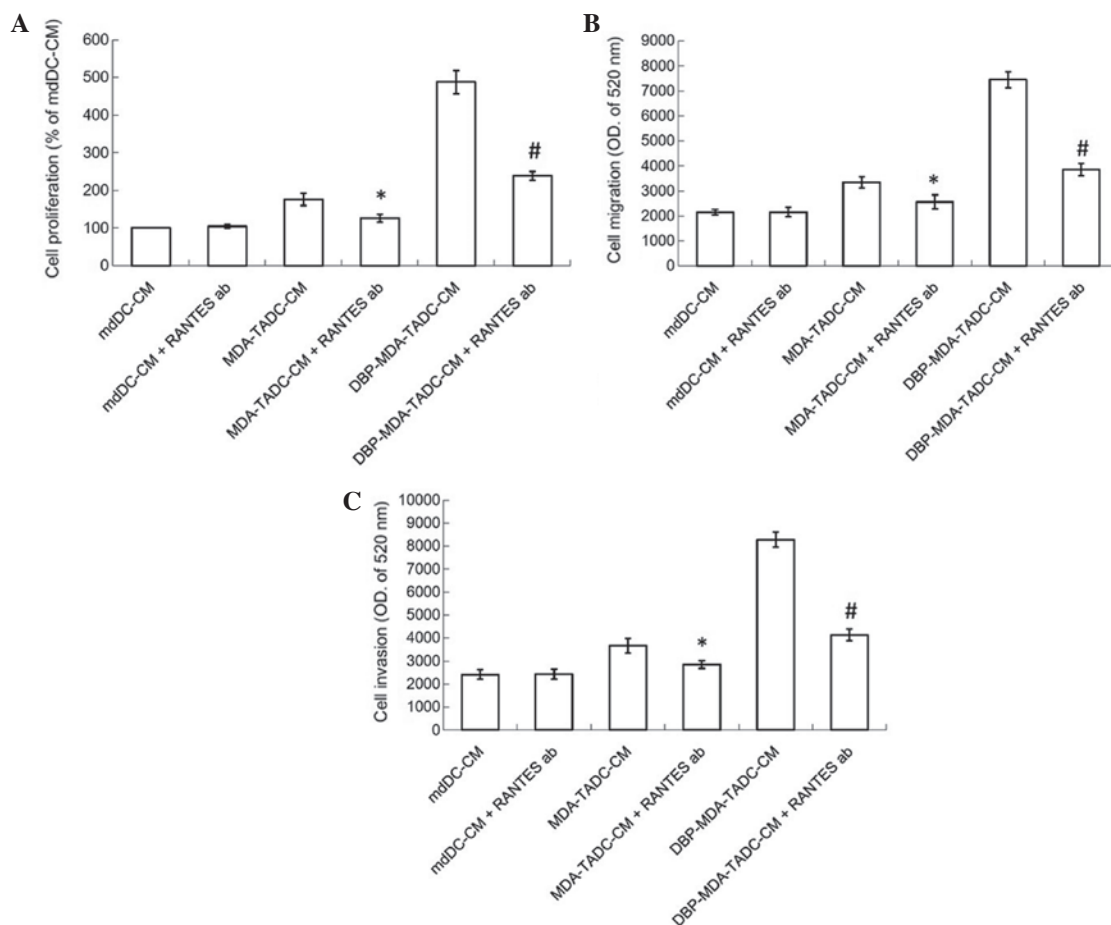 A
Cell proliferation (% of mdDC-CM)
600
500
400
300
200
100
0
*
#
mdDC-CM
mdDC-CM + RANTES ab
MDA-TADC-CM
MDA-TADC-CM + RANTES ab
DBP-MDA-TADC-CM
DBP-MDA-TADC-CM + RANTES ab
B
Cell migration (OD. of 520 nm)
9000
8000
7000
6000
5000
4000
3000
2000
1000
0
*
#
mdDC-CM
mdDC-CM + RANTES ab
MDA-TADC-CM
MDA-TADC-CM + RANTES ab
DBP-MDA-TADC-CM
DBP-MDA-TADC-CM + RANTES ab
C
Cell invasion (OD. of 520 nm)
10000
9000
8000
7000
6000
5000
4000
3000
2000
1000
0
*
#
mdDC-CM
mdDC-CM + RANTES ab
MDA-TADC-CM
MDA-TADC-CM + RANTES ab
DBP-MDA-TADC-CM
DBP-MDA-TADC-CM + RANTES ab